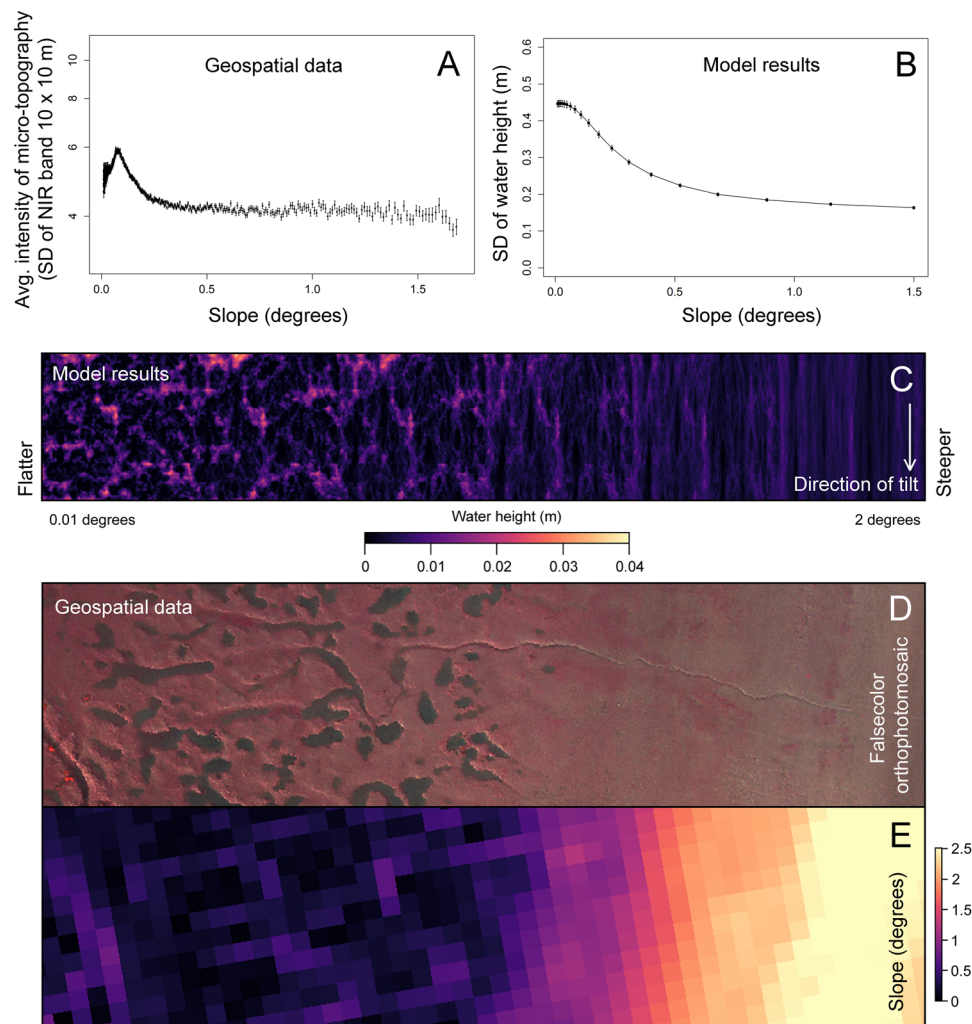 Avg. intensity of micro-topography
(SD of NIR band 10 x 10 m)
10
8
6
4
Geospatial data
A
0.0
0.5
1.0
1.5
Slope (degrees)
SD of water height (m)
0.6
0.5
0.4
0.3
0.2
0.1
0.0
Model results
B
0.0
0.5
1.0
1.5
Slope (degrees)
Model results
C
Flatter
Steeper
Direction of tilt
0.01 degrees
2 degrees
Water height (m)
0
0.01
0.02
0.03
0.04
Geospatial data
D
Falsecolor
orthophotomosaic
E
Slope (degrees)
2.5
2
1.5
1
0.5
0